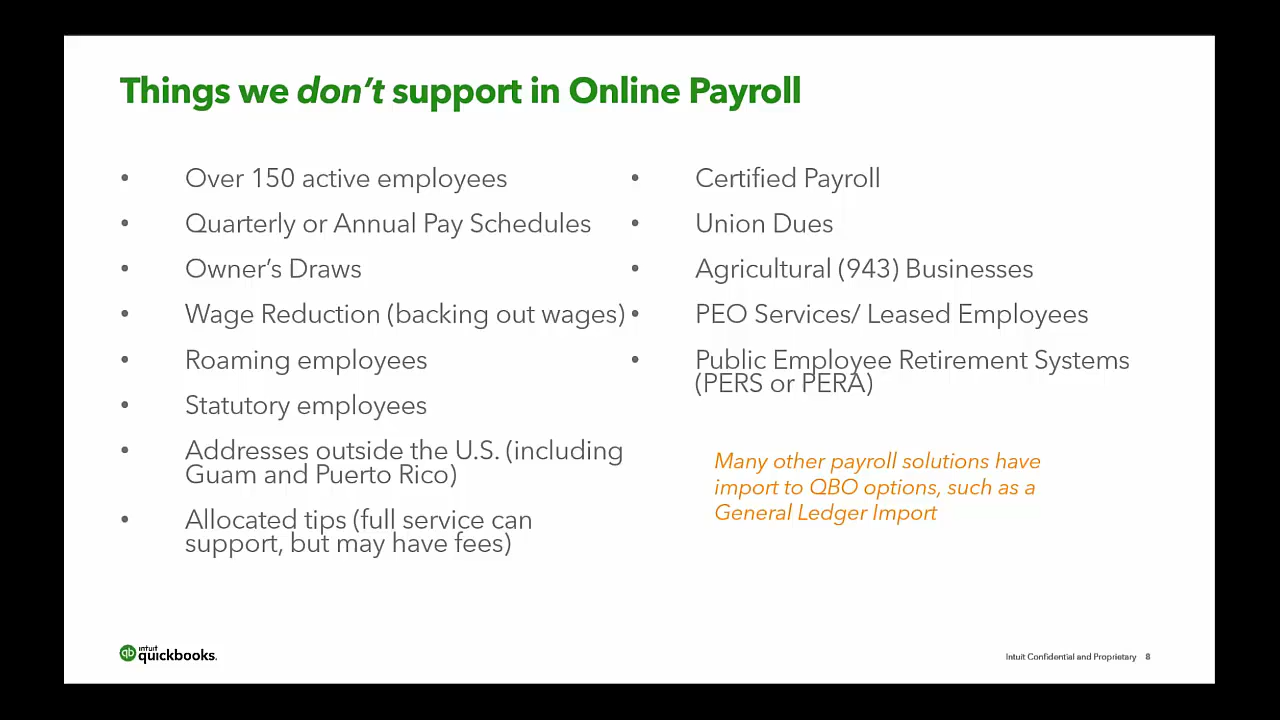 Things we don't support in Online Payroll
• Over 150 active employees
• Quarterly or Annual Pay Schedules
• Owner's Draws
• Wage Reduction (backing out wages)
• Roaming employees
• Statutory employees
• Addresses outside the U.S. (including
Guam and Puerto Rico)
• Allocated tips (full service can
support, but may have fees)
• Certified Payroll
• Union Dues
• Agricultural (943) Businesses
• PEO Services/ Leased Employees
• Public Employee Retirement Systems
(PERS or PERA)
Many other payroll solutions have
import to QBO options, such as a
General Ledger Import
qb intuit
quickbooks.
Intuit Confidential and Proprietary 8